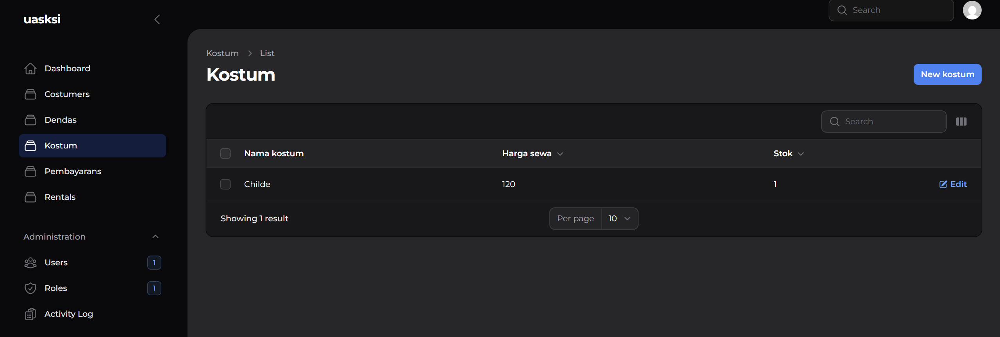 uasksi
Search
Dashboard
Costumers
Dendas
Kostum
Pembayarans
Rentals
Administration
Users 1
Roles 1
Activity Log
Kostum > List
Kostum
New kostum
Search
Nama kostum Harga sewa Stok
Childe 120 1 Edit
Showing 1 result Per page 10